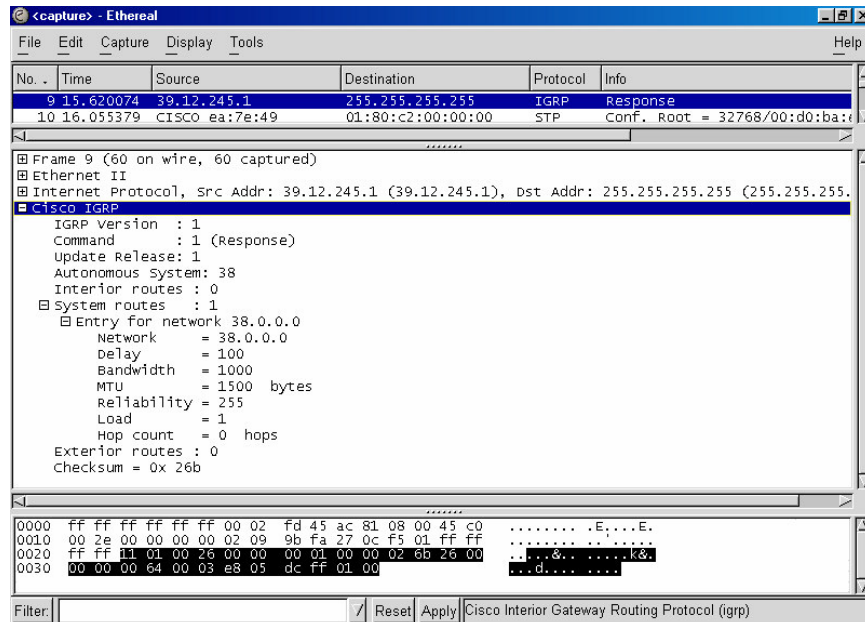 <capture> - Ethereal
File Edit Capture Display Tools Help
No. . Time Source Destination Protocol Info
9 15.620074 39.12.245.1 255.255.255.255 IGRP Response
10 16.055379 CISCO ea:7e:49 01:80:c2:00:00:00 STP Conf. Root = 32768/00:d0:ba:
Frame 9 (60 on wire, 60 captured)
Ethernet II
Internet Protocol, Src Addr: 39.12.245.1 (39.12.245.1), Dst Addr: 255.255.255.255 (255.255.255.
Cisco IGRP
IGRP Version : 1
Command : 1 (Response)
Update Release: 1
Autonomous System: 38
Interior routes : 0
System routes : 1
Entry for network 38.0.0.0
Network = 38.0.0.0
Delay = 100
Bandwidth = 1000
MTU = 1500 bytes
Reliability = 255
Load = 1
Hop count = 0 hops
Exterior routes : 0
Checksum = 0x 26b
0000 ff ff ff ff ff ff 00 02 fd 45 ac 81 08 00 45 c0 ........ .E....E.
0010 00 2e 00 00 00 00 02 09 9b fa 27 0c f5 01 ff ff ........ ..'.....
0020 ff ff 11 01 00 26 00 00 00 01 00 00 02 6b 26 00 .....&.. .....k&.
0030 00 00 00 64 00 03 e8 05 dc ff 01 00 ...d.... ....
Filter: Reset Apply Cisco Interior Gateway Routing Protocol (igrp)